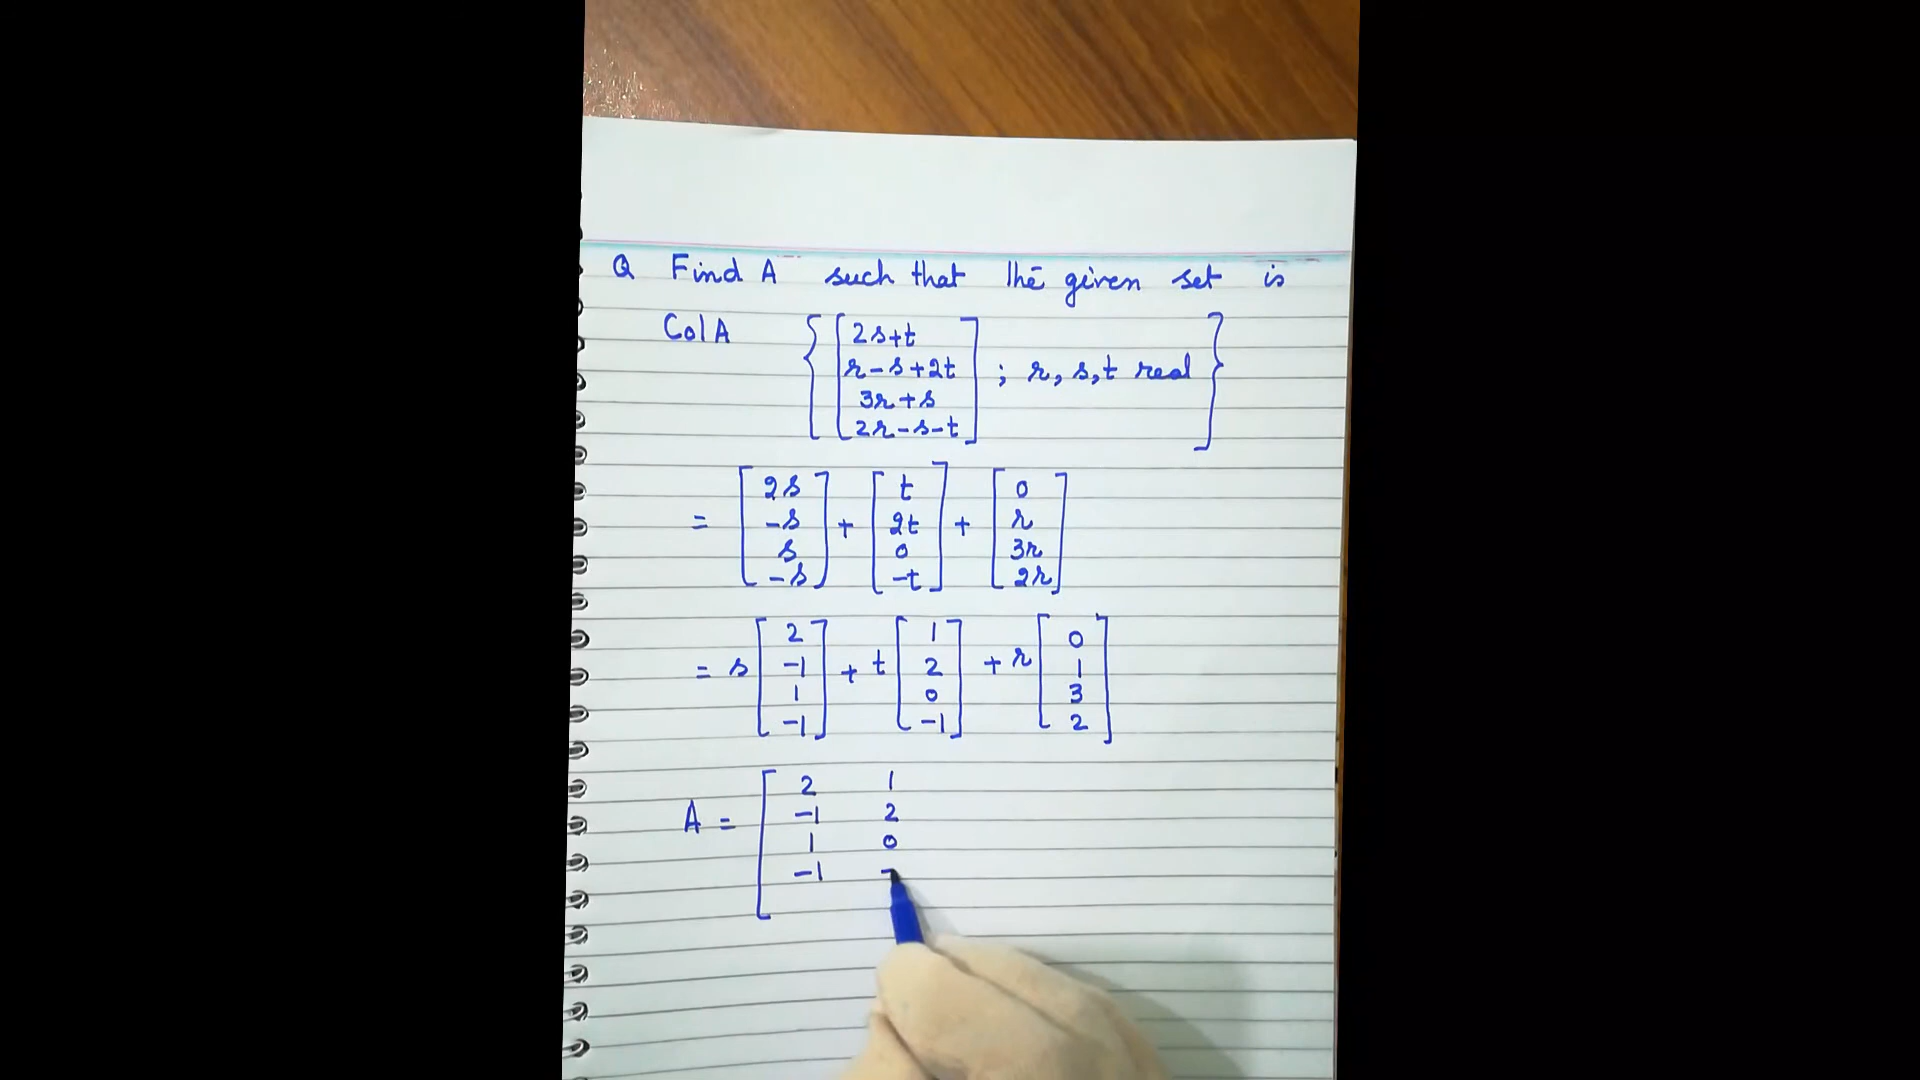 Q Find A such that the given set is
Col A { [ 2s+t
r-s+2t
3r+s
2r-s-t ] ; r, s, t real }
= [ 2s
-s
s
-s ] + [ t
2t
0
-t ] + [ 0
r
3r
2r ]
= s [ 2
-1
1
-1 ] + t [ 1
2
0
-1 ] + r [ 0
1
3
2 ]
A = [ 2 1
-1 2
1 0
-1 -